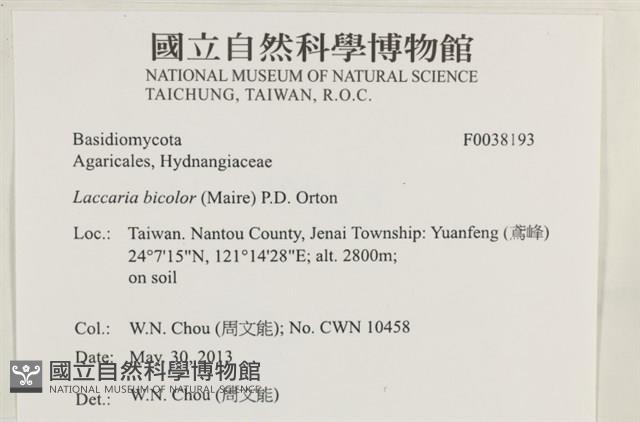 國立自然科學博物館
NATIONAL MUSEUM OF NATURAL SCIENCE
TAICHUNG, TAIWAN, R.O.C.
Basidiomycota F0038193
Agaricales, Hydnangiaceae
Laccaria bicolor (Maire) P.D. Orton
Loc.: Taiwan. Nantou County, Jenai Township: Yuanfeng (鳶峰)
24°7'15"N, 121°14'28"E; alt. 2800m;
on soil
Col.: W.N. Chou (周文能); No. CWN 10458
Date: May. 30, 2013
國立自然科學博物館
NATIONAL MUSEUM OF NATURAL SCIENCE
Det.: W.N. Chou (周文能)